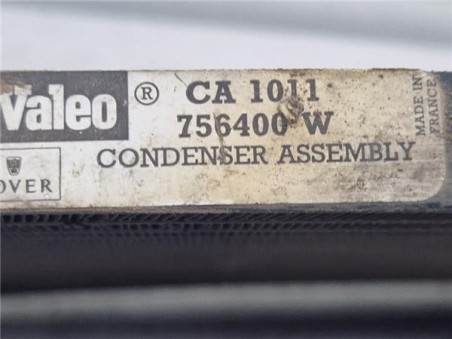 valeo ® CA 1011
756400 W
CONDENSER ASSEMBLY
MADE IN
FRANCE
OVER